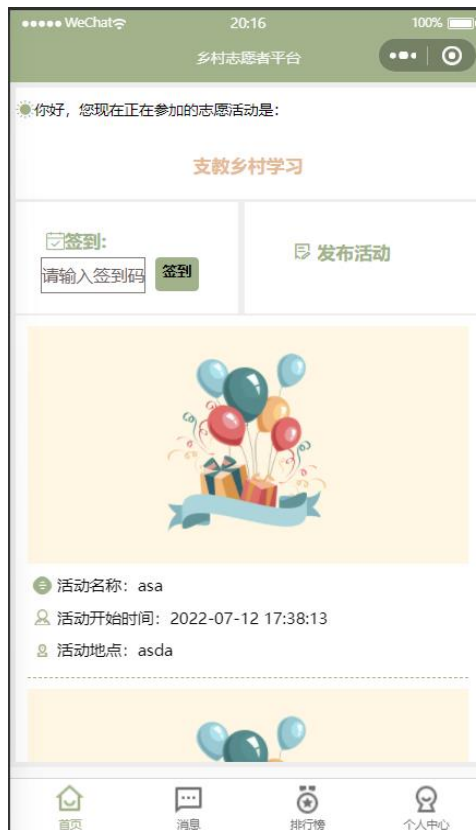 WeChat 20:16 100%
乡村志愿者平台
你好，您现在正在参加的志愿活动是：
支教乡村学习
签到:
请输入签到码 签到
发布活动
活动名称：asa
活动开始时间：2022-07-12 17:38:13
活动地点：asda
首页 消息 排行榜 个人中心